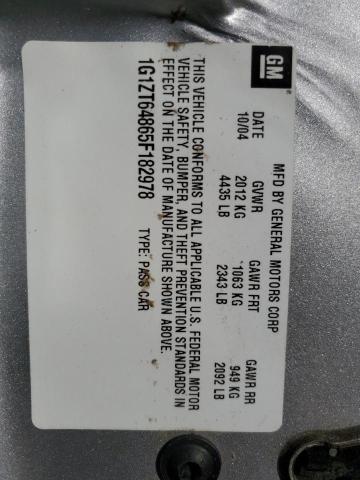 GM
MFD BY GENERAL MOTORS CORP
DATE GVWR GAWR FRT GAWR RR
10/04 2012 KG 1063 KG 949 KG
4435 LB 2343 LB 2092 LB
THIS VEHICLE CONFORMS TO ALL APPLICABLE U.S. FEDERAL MOTOR
VEHICLE SAFETY, BUMPER, AND THEFT PREVENTION STANDARDS IN
EFFECT ON THE DATE OF MANUFACTURE SHOWN ABOVE.
1G1ZT64865F182978 TYPE: PASS CAR